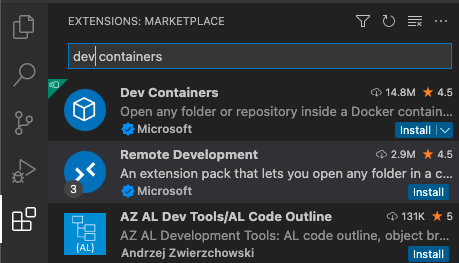 EXTENSIONS: MARKETPLACE
dev containers
Dev Containers 14.8M 4.5
Open any folder or repository inside a Docker contain...
Microsoft Install
Remote Development 2.9M 4.5
An extension pack that lets you open any folder in a c...
3 Microsoft Install
AZ AL Dev Tools/AL Code Outline 131K 5
{AL} AZ AL Development Tools: AL code outline, object br...
Andrzej Zwierzchowski Install